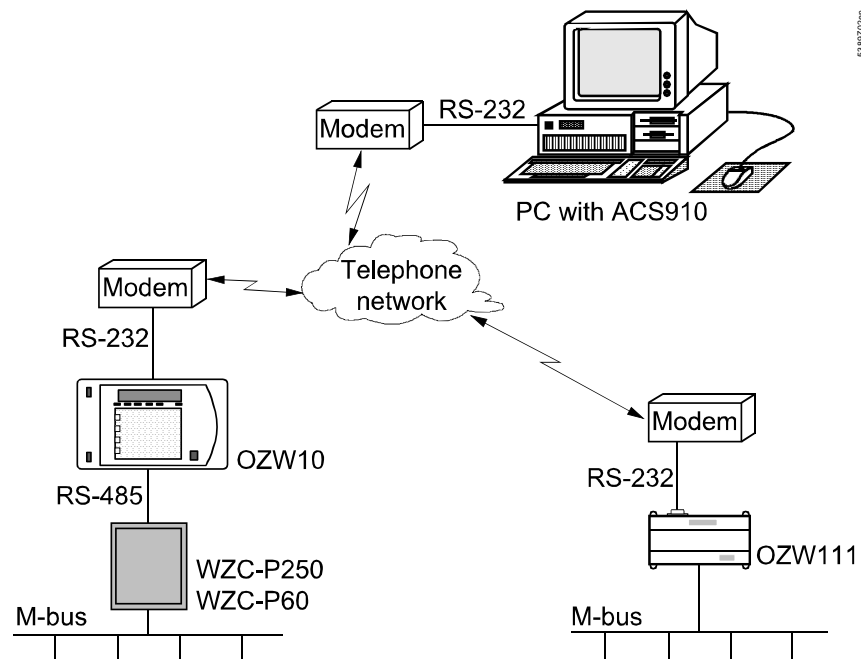 RS-232
Modem
PC with ACS910
Telephone
network
Modem
RS-232
Modem
OZW10
RS-232
RS-485
OZW111
WZC-P250
WZC-P60
M-bus
M-bus